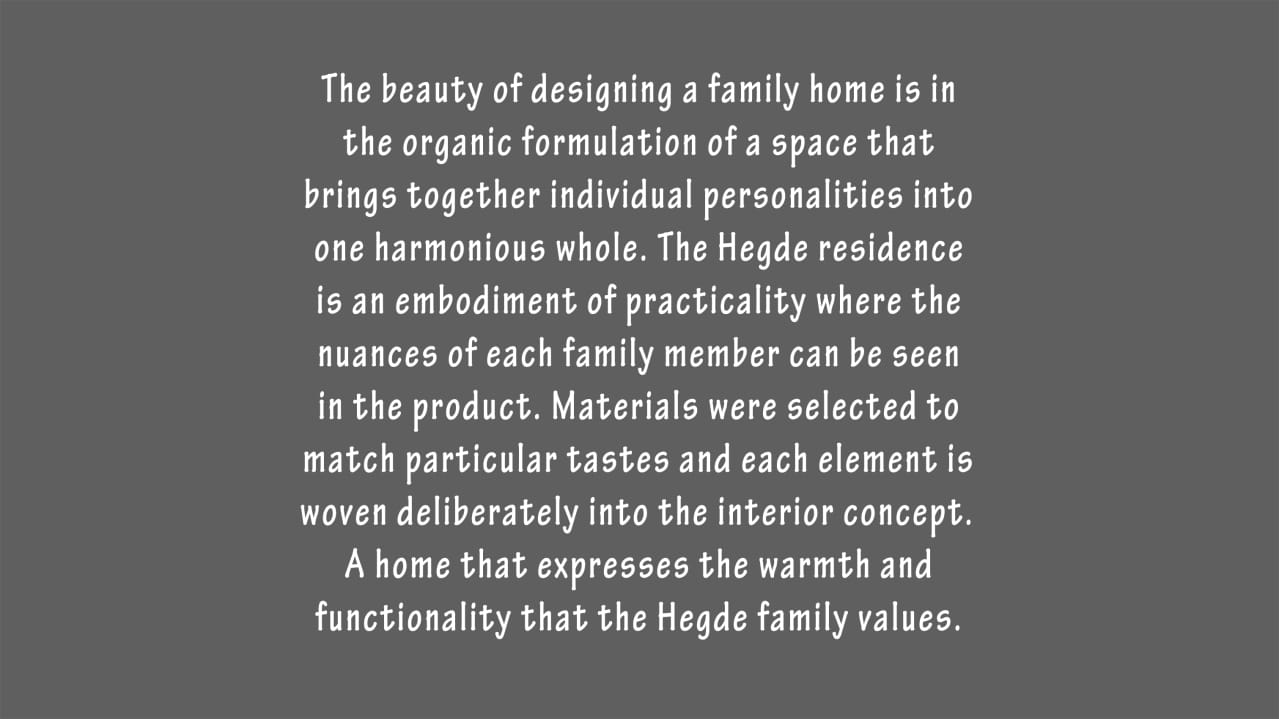 The beauty of designing a family home is in
the organic formulation of a space that
brings together individual personalities into
one harmonious whole. The Hegde residence
is an embodiment of practicality where the
nuances of each family member can be seen
in the product. Materials were selected to
match particular tastes and each element is
woven deliberately into the interior concept.
A home that expresses the warmth and
functionality that the Hegde family values.